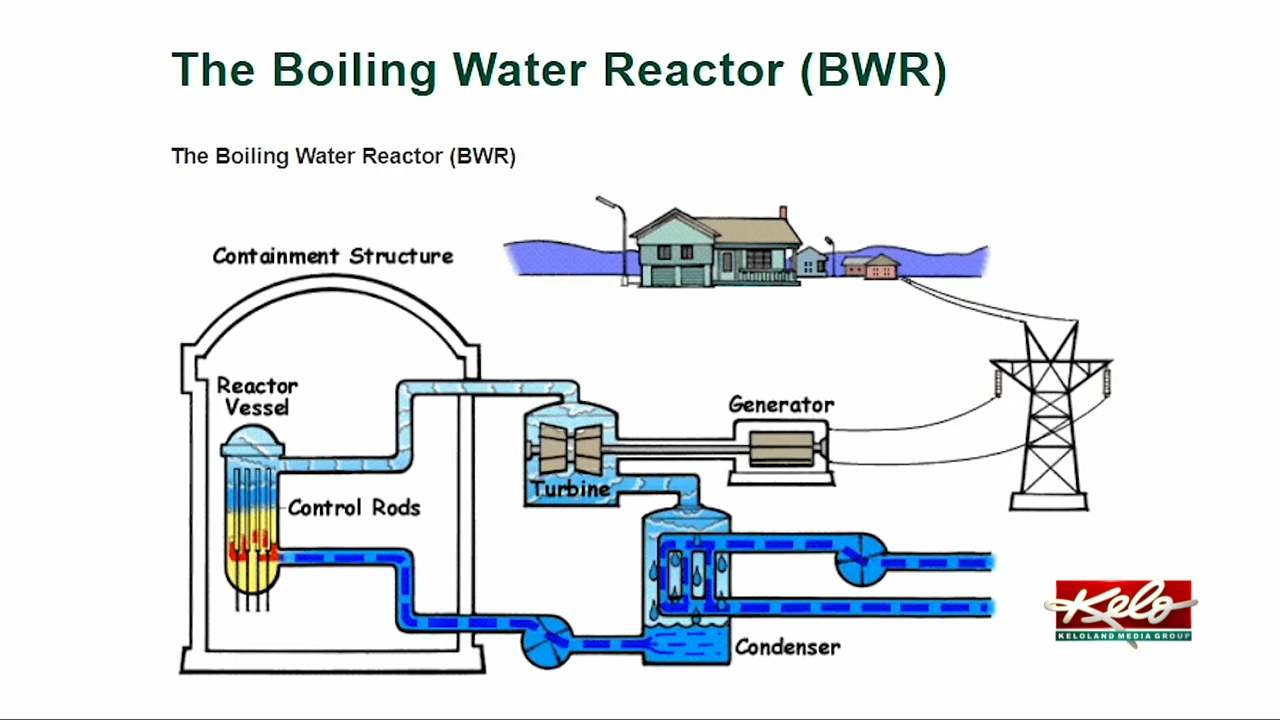 The Boiling Water Reactor (BWR)
The Boiling Water Reactor (BWR)
Containment Structure
Reactor
Vessel
Generator
Turbine
Control Rods
Condenser
Kelo
KELOLAND MEDIA GROUP